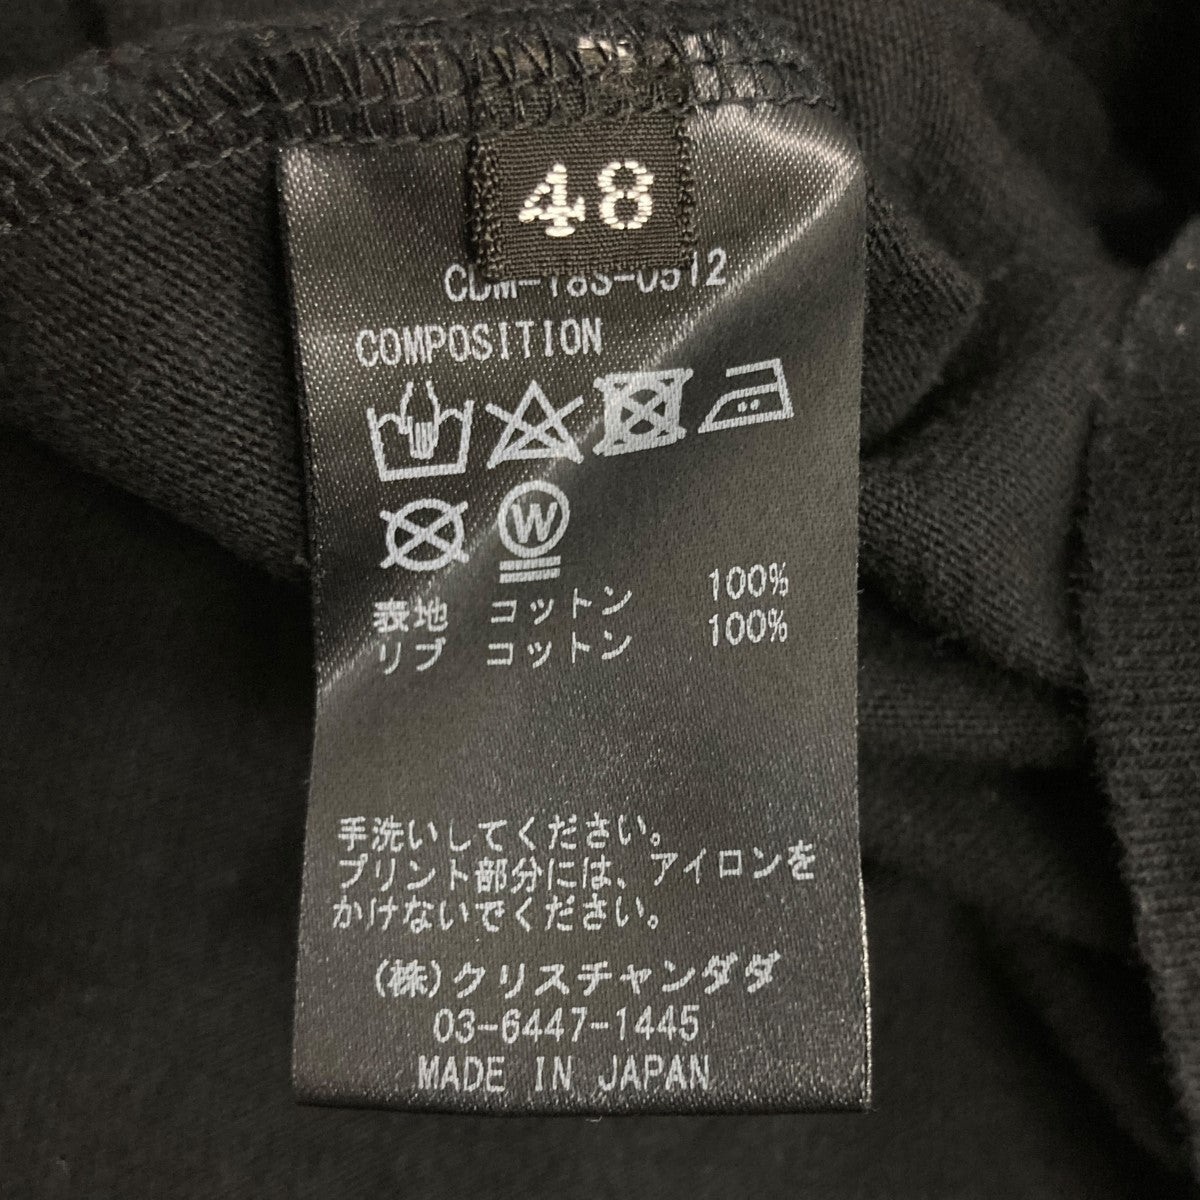 48
CDM-18S-0512
COMPOSITION
W
表地 コットン 100%
リブ コットン 100%
手洗いしてください。
プリント部分には、アイロンを
かけないでください。
(株)クリスチャンダダ
03-6447-1445
MADE IN JAPAN